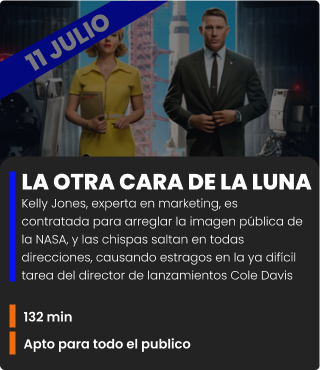 11 JULIO
LA OTRA CARA DE LA LUNA
Kelly Jones, experta en marketing, es
contratada para arreglar la imagen pública de
la NASA, y las chispas saltan en todas
direcciones, causando estragos en la ya difícil
tarea del director de lanzamientos Cole Davis
132 min
Apto para todo el publico